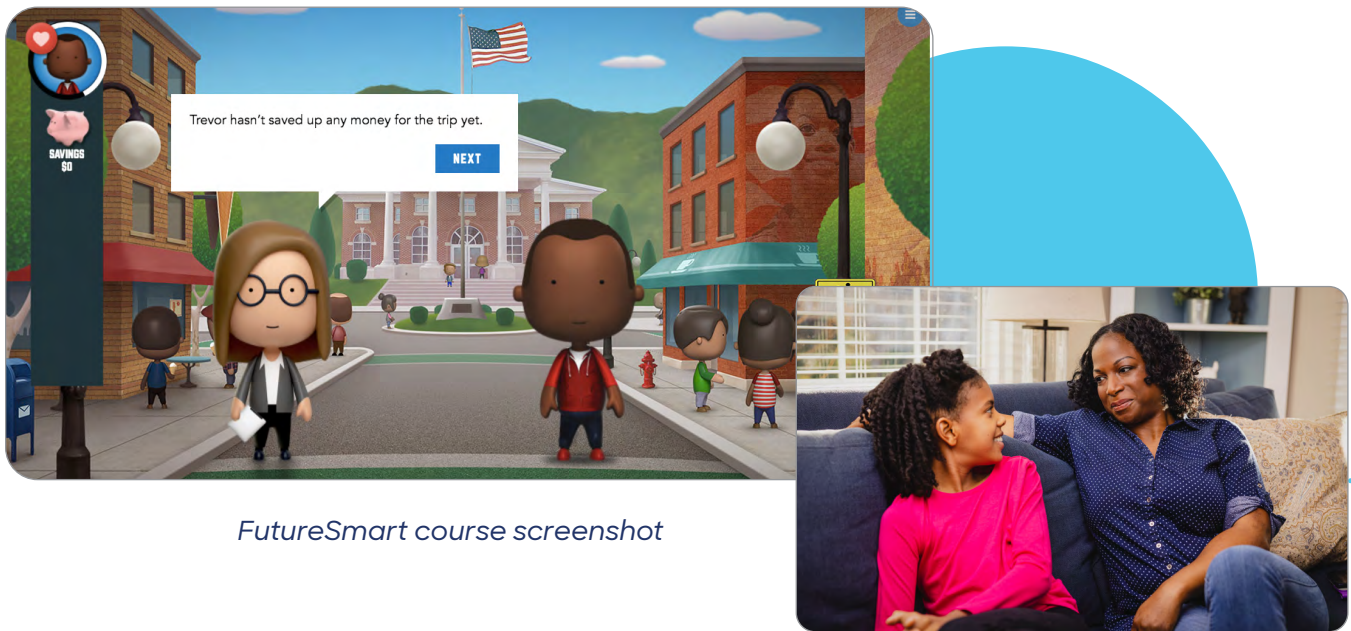 Trevor hasn't saved up any money for the trip yet.
NEXT
SAVINGS
$0
FutureSmart course screenshot